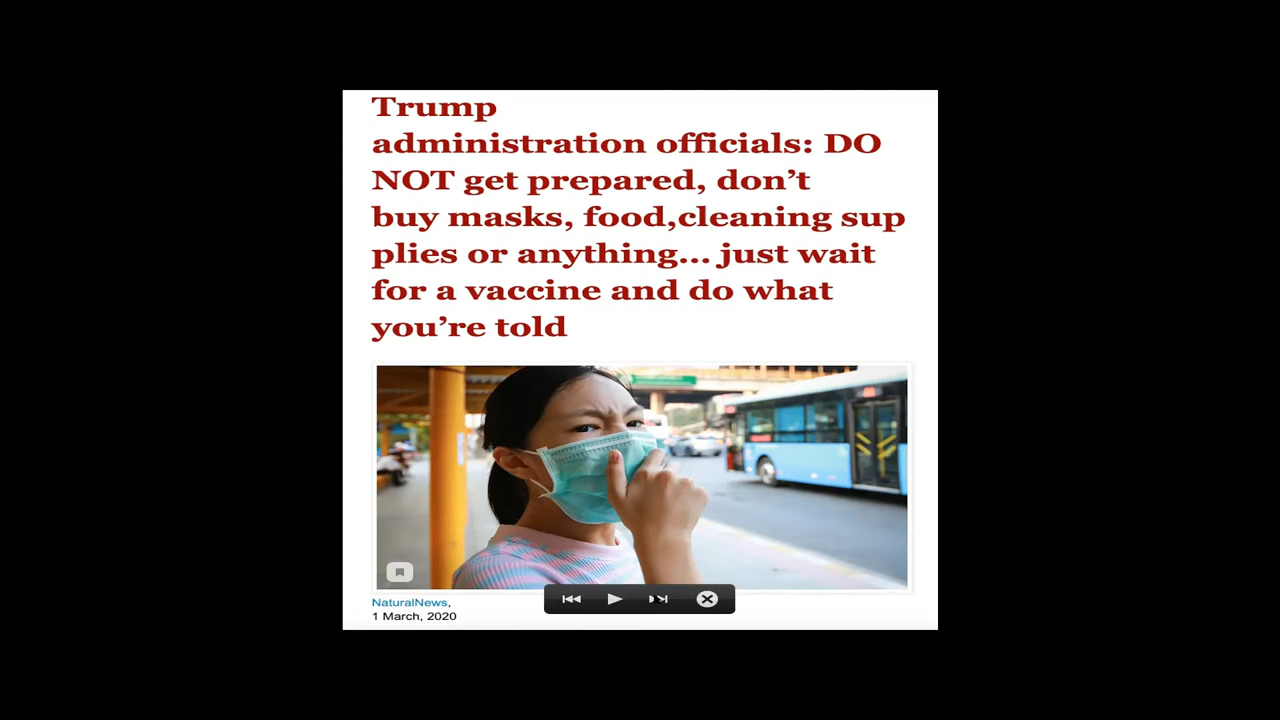 Trump
administration officials: DO
NOT get prepared, don’t
buy masks, food,cleaning sup
plies or anything... just wait
for a vaccine and do what
you’re told
NaturalNews,
1 March, 2020